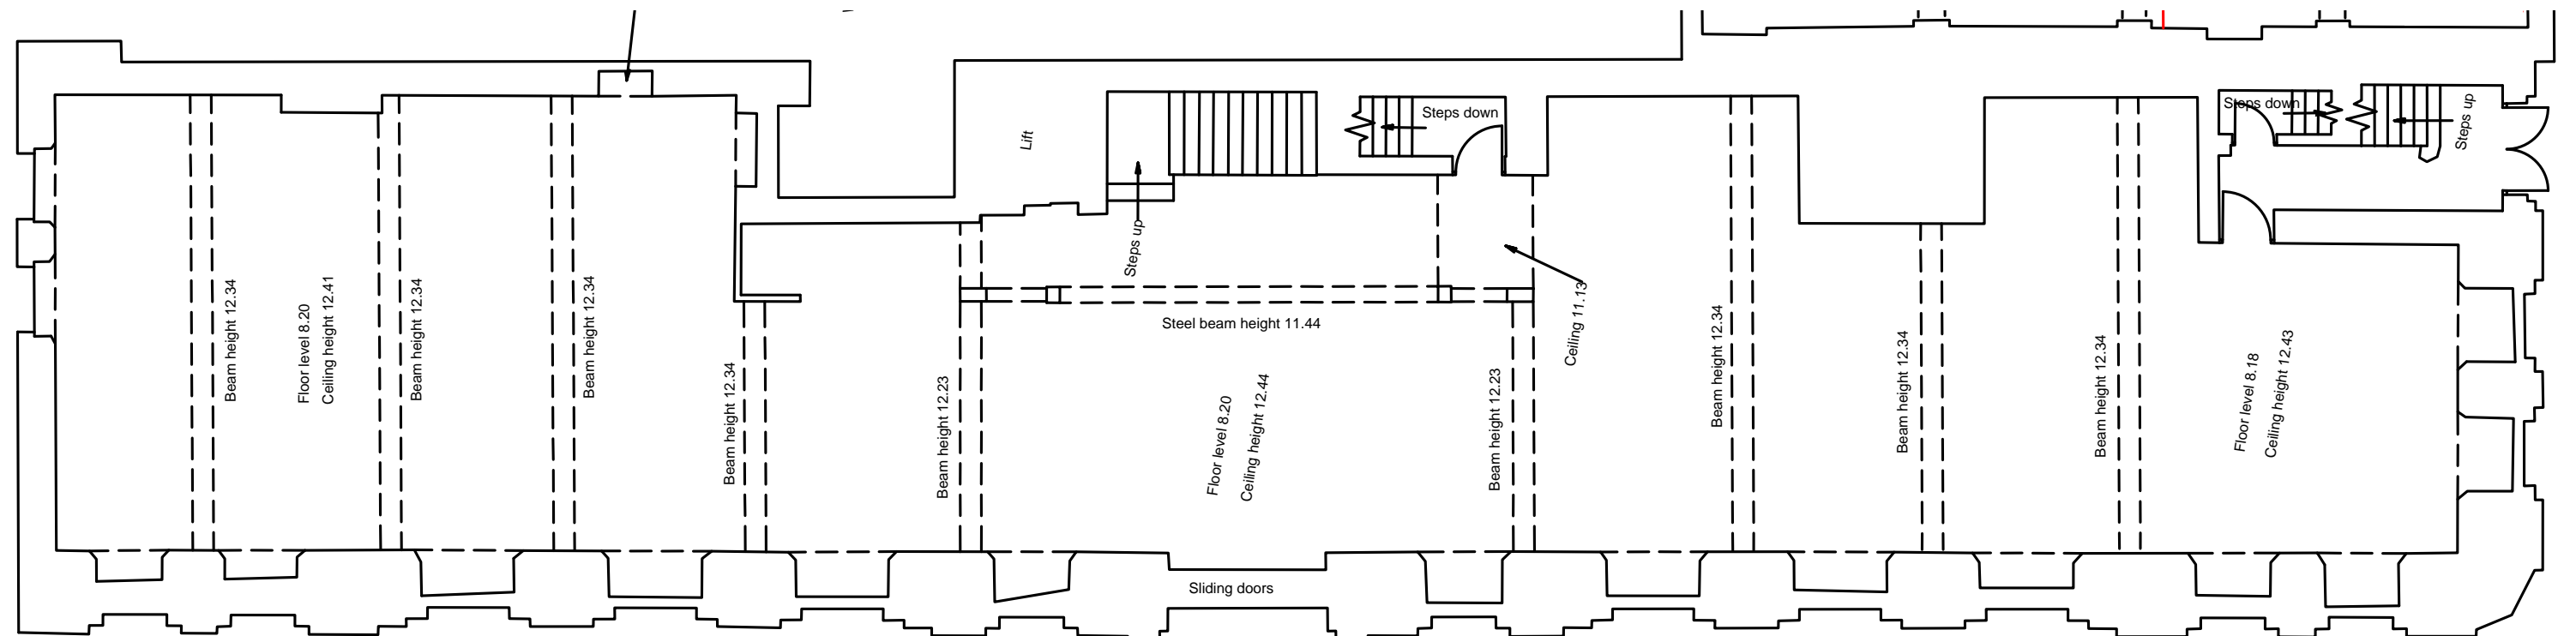 Lift
Steps down
Steps down
Steps up
Steps up
Beam height 12.34
Floor level 8.20
Ceiling height 12.41
Beam height 12.34
Beam height 12.34
Beam height 12.34
Beam height 12.23
Steel beam height 11.44
Floor level 8.20
Ceiling height 12.44
Beam height 12.23
Ceiling 11.13
Beam height 12.34
Beam height 12.34
Beam height 12.34
Floor level 8.18
Ceiling height 12.43
Sliding doors